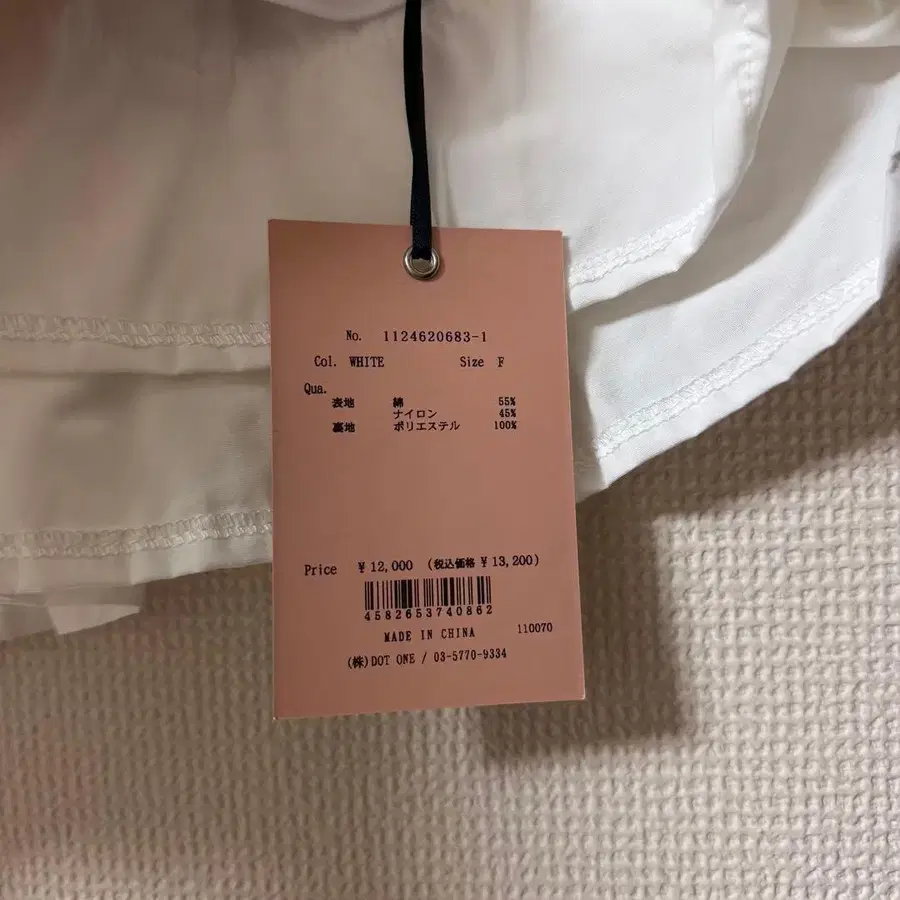 No. 1124620683-1
Col. WHITE Size F
Qua.
表地 綿 55%
ナイロン 45%
裏地 ポリエステル 100%
Price ¥12,000 (税込価格 ¥13,200)
4582653740862
MADE IN CHINA 110070
(株)DOT ONE / 03-5770-9334